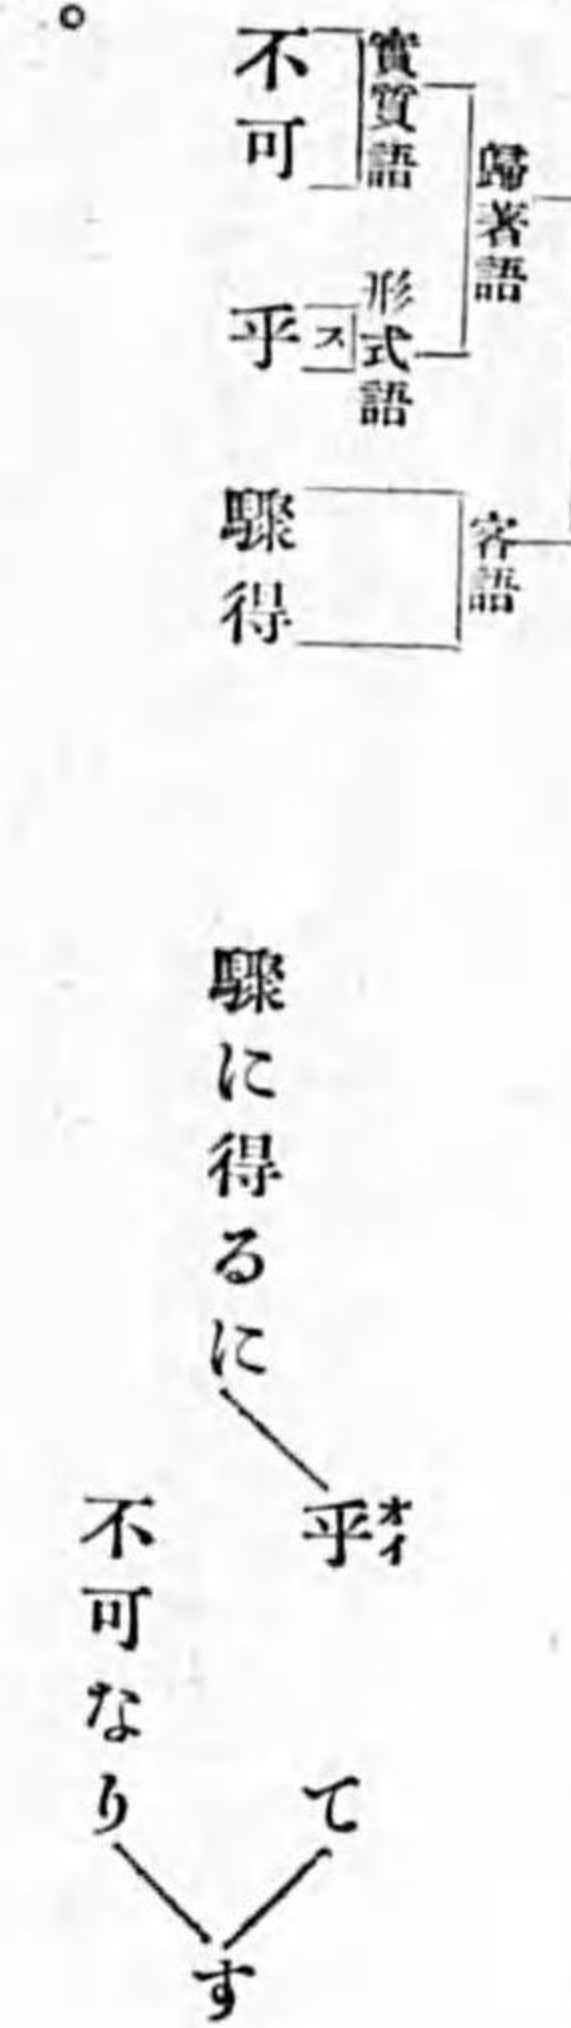 歸著語
客語
實質語
形式語
ス
不可乎驟得
オイ
乎て
驟に得るに
す
不可なり
。